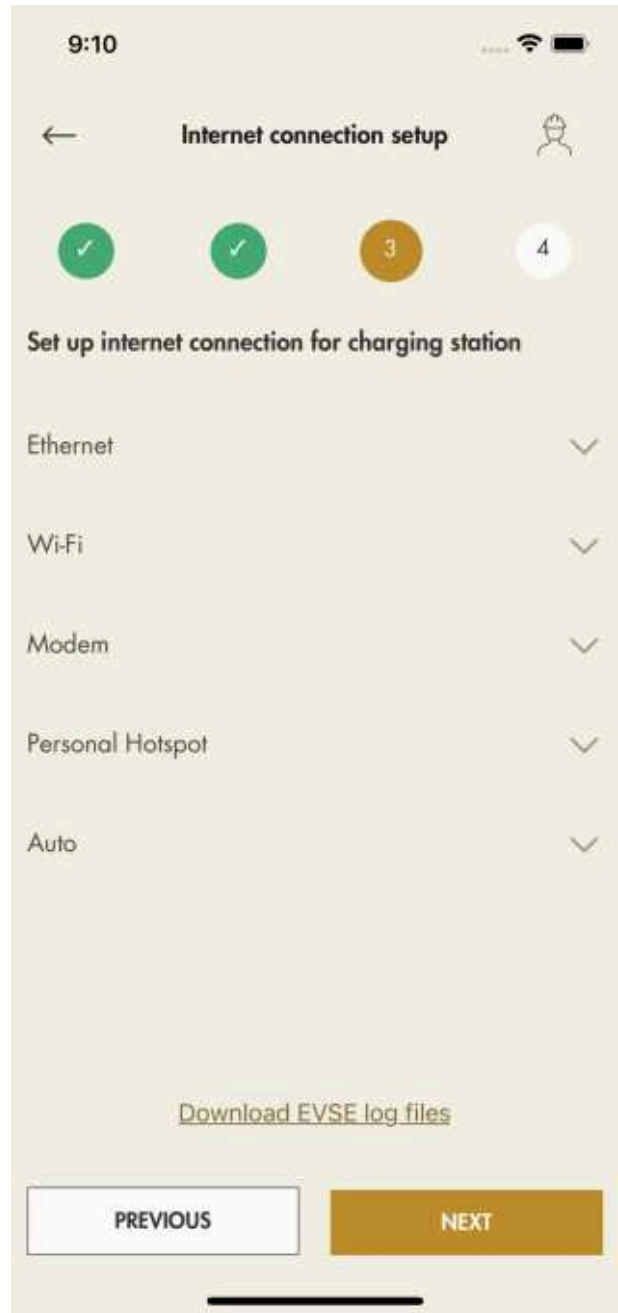 9:10
Internet connection setup
3
4
Set up internet connection for charging station
Ethernet
Wi-Fi
Modem
Personal Hotspot
Auto
Download EVSE log files
PREVIOUS
NEXT